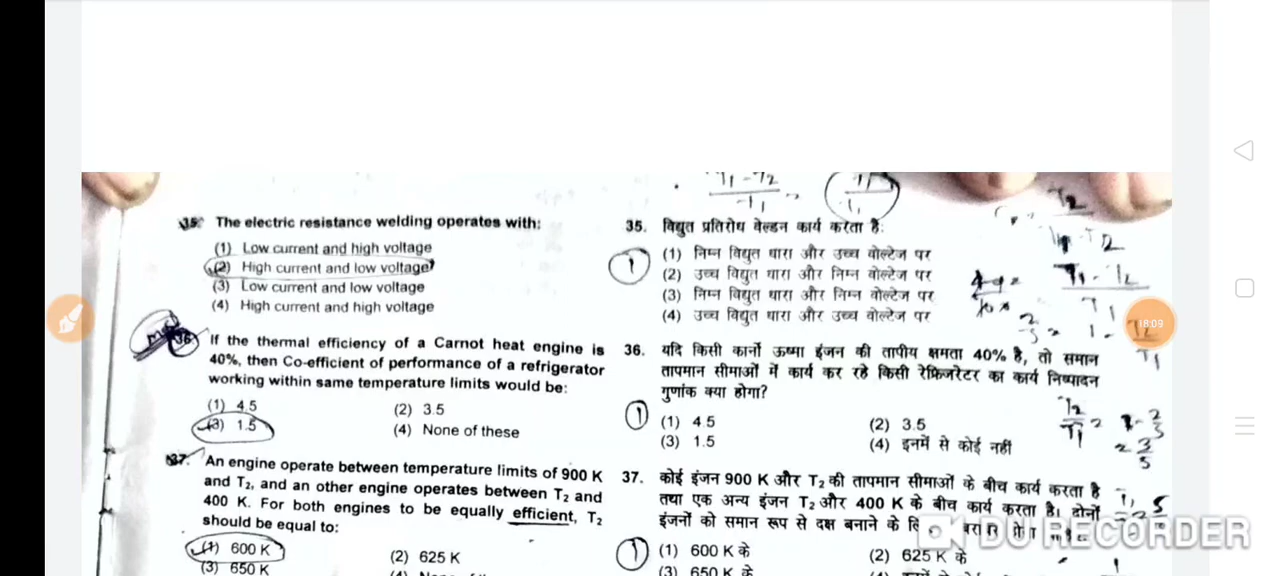 35. The electric resistance welding operates with:
(1) Low current and high voltage
(2) High current and low voltage
(3) Low current and low voltage
(4) High current and high voltage
36. If the thermal efficiency of a Carnot heat engine is
40%, then Co-efficient of performance of a refrigerator
working within same temperature limits would be:
(1) 4.5
(2) 3.5
(3) 1.5
(4) None of these
37. An engine operate between temperature limits of 900 K
and T₂, and an other engine operates between T₂ and
400 K. For both engines to be equally efficient, T₂
should be equal to:
(1) 600 K
(2) 625 K
(3) 650 K
T₁ - T₂
T₁
35. विद्युत प्रतिरोध वेल्डन कार्य करता है:
(1) निम्न विद्युत धारा और उच्च वोल्टेज पर
(2) उच्च विद्युत धारा और निम्न वोल्टेज पर
(3) निम्न विद्युत धारा और निम्न वोल्टेज पर
(4) उच्च विद्युत धारा और उच्च वोल्टेज पर
1
36. यदि किसी कार्नो ऊष्मा इंजन की तापीय क्षमता 40% है, तो समान
तापमान सीमाओं में कार्य कर रहे किसी रेफ्रिजरेटर का कार्य निष्पादन
गुणांक क्या होगा?
1
(1) 4.5
(2) 3.5
(3) 1.5
(4) इनमें से कोई नहीं
37. कोई इंजन 900 K और T₂ की तापमान सीमाओं के बीच कार्य करता है
तथा एक अन्य इंजन T₂ और 400 K के बीच कार्य करता है। दोनों
इंजनों को समान रूप से दक्ष बनाने के
1
(1) 600 K के
(2) 625 K के
(3) 650 K के
18:09
DU RECORDER